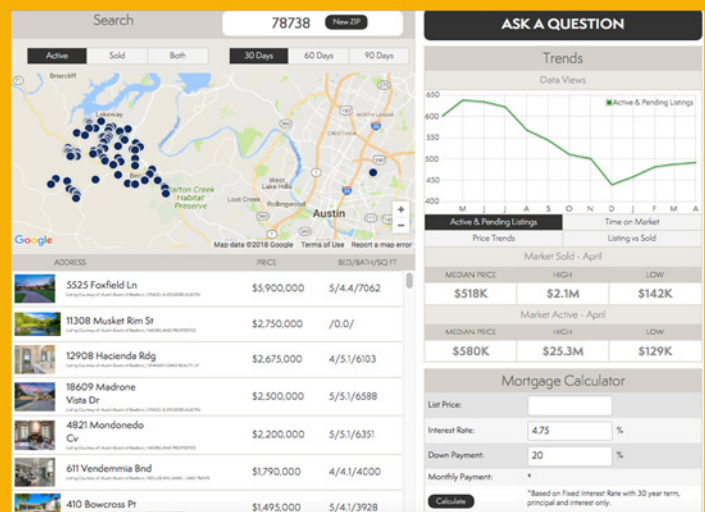 Search
78738
New ZIP
Active
Sold
Both
30 Days
60 Days
90 Days
Briarcliff
Lakeway
NORTH LAMAR
CRESTVIEW
West
Lake Hills
Barton Creek
Habitat
Preserve
Lost Creek
Rollingwood
Austin
+
−
Google
Map data ©2018 Google Terms of Use Report a map error
ADDRESS PRICE BED/BATH/SQ FT
5525 Foxfield Ln $5,900,000 5/4.4/7062
11308 Musket Rim St $2,750,000 /0.0/
12908 Hacienda Rdg $2,675,000 4/5.1/6103
18609 Madrone
Vista Dr $2,500,000 5/5.1/6588
4821 Mondonedo
Cv $2,200,000 5/5.1/6351
611 Vendemmia Bnd $1,790,000 4/4.1/4000
410 Bowcross Pt $1,495,000 5/4.1/3928
ASK A QUESTION
Trends
Data Views
Active & Pending Listings
650
600
550
500
450
400
M J J A S O N D J F M A
Active & Pending Listings
Time on Market
Price Trends
Listing vs Sold
Market Sold - April
MEDIAN PRICE HIGH LOW
$518K $2.1M $142K
Market Active - April
MEDIAN PRICE HIGH LOW
$580K $25.3M $129K
Mortgage Calculator
List Price:
Interest Rate: 4.75 %
Down Payment: 20 %
Monthly Payment: *
Calculate
*Based on Fixed Interest Rate with 30 year term,
principal and interest only.